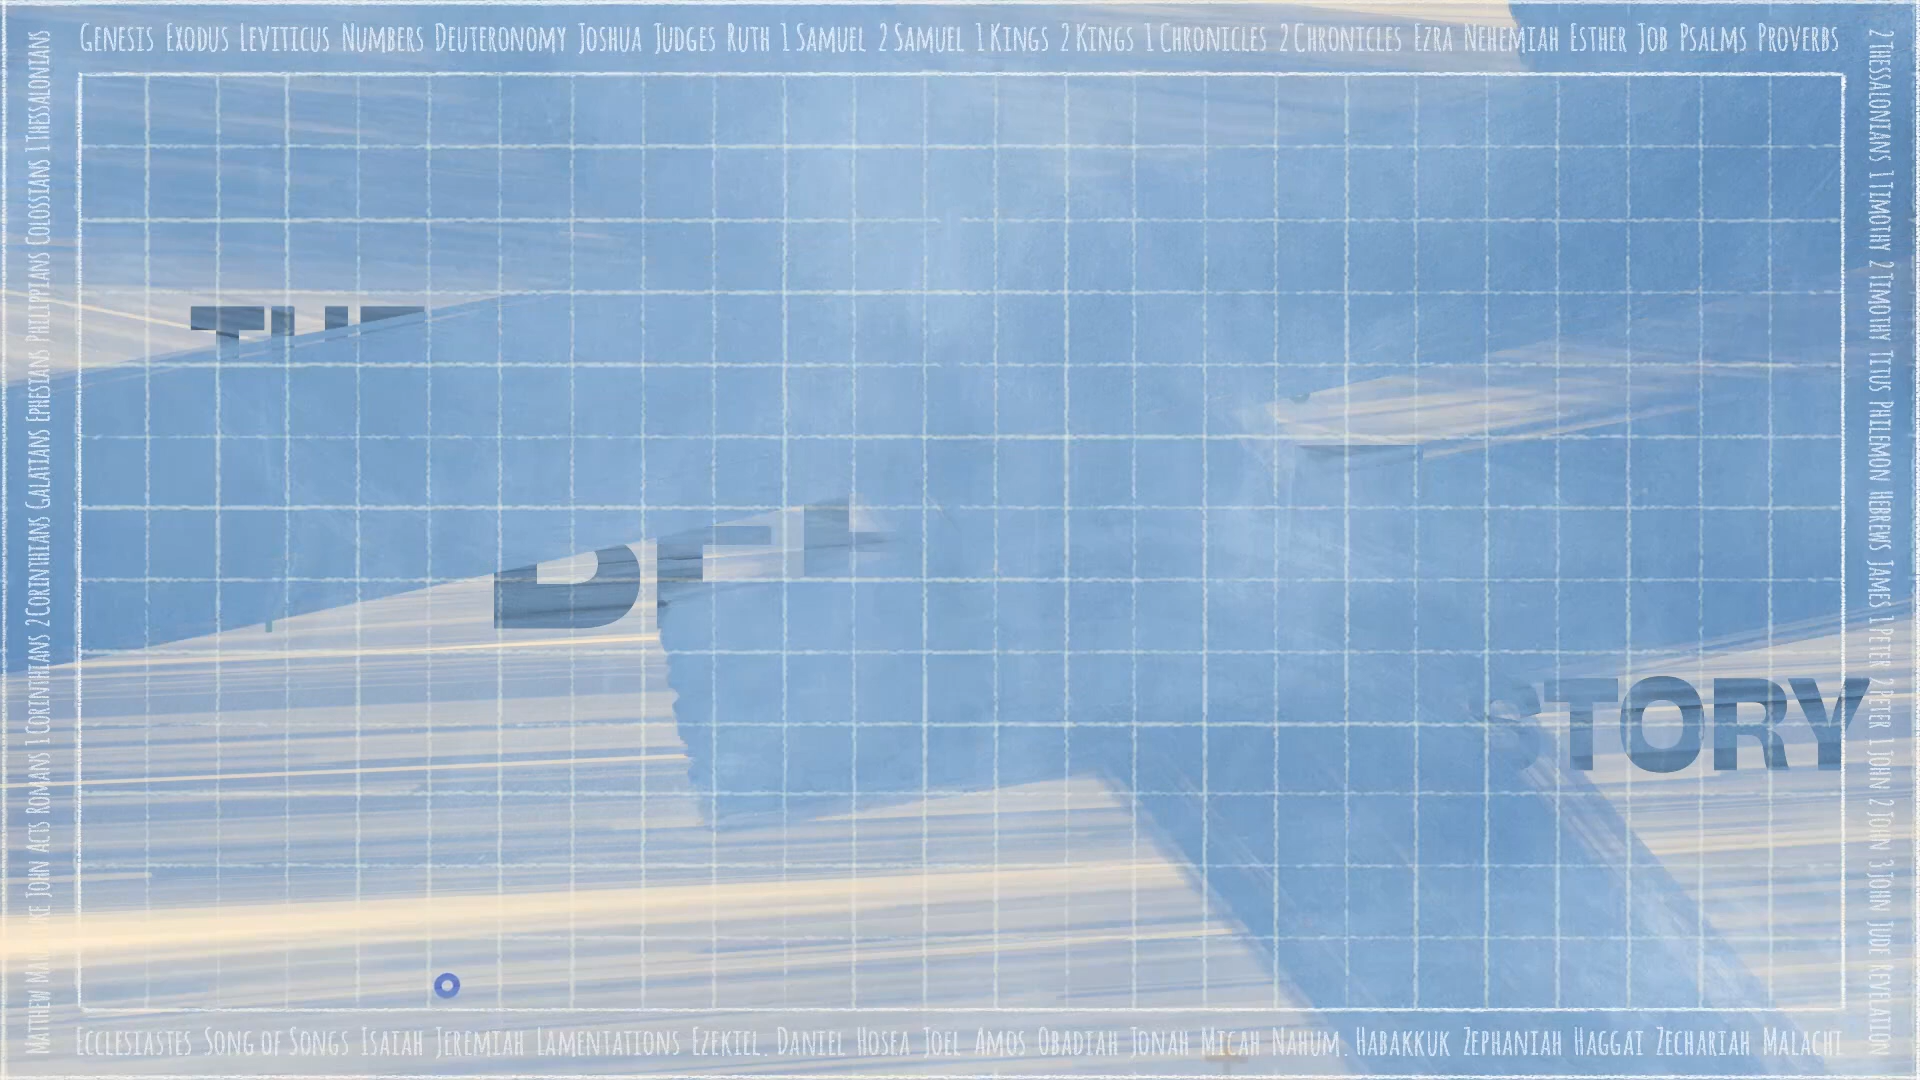 Genesis Exodus Leviticus Numbers Deuteronomy Joshua Judges Ruth 1 Samuel 2 Samuel 1 Kings 2 Kings 1 Chronicles 2 Chronicles Ezra Nehemiah Esther Job Psalms Proverbs
Ecclesiastes Song of Songs Isaiah Jeremiah Lamentations Ezekiel. Daniel Hosea Joel Amos Obadiah Jonah Micah Nahum. Habakkuk Zephaniah Haggai Zechariah Malachi
Matthew John Acts Romans 1 Corinthians 2 Corinthians Galatians Ephesians Philippians Colossians 1 Thessalonians
2 Thessalonians 1 Timothy 2 Timothy Titus Philemon Hebrews James 1 Peter 2 Peter 1 John 2 John 3 John Jude Revelation
THE
STORY